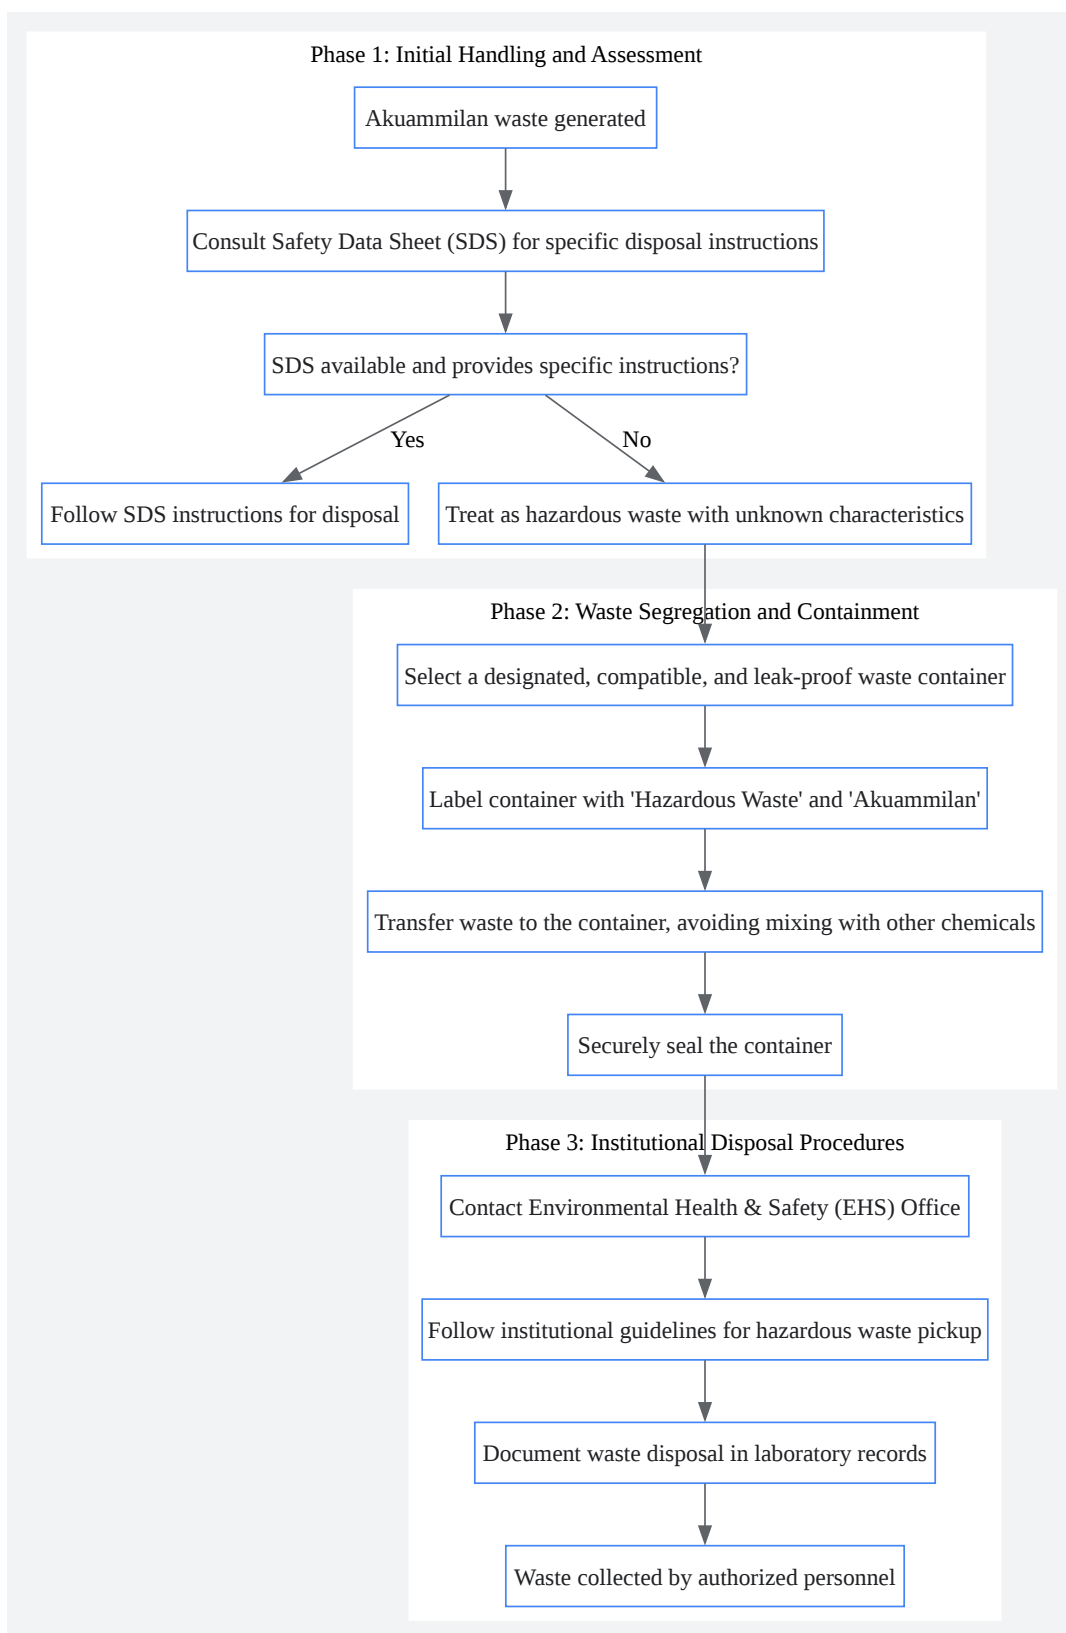 Phase 1: Initial Handling and Assessment
Akuammilan waste generated
Consult Safety Data Sheet (SDS) for specific disposal instructions
SDS available and provides specific instructions?
Yes
No
Follow SDS instructions for disposal
Treat as hazardous waste with unknown characteristics
Phase 2: Waste Segregation and Containment
Select a designated, compatible, and leak-proof waste container
Label container with 'Hazardous Waste' and 'Akuammilan'
Transfer waste to the container, avoiding mixing with other chemicals
Securely seal the container
Phase 3: Institutional Disposal Procedures
Contact Environmental Health & Safety (EHS) Office
Follow institutional guidelines for hazardous waste pickup
Document waste disposal in laboratory records
Waste collected by authorized personnel